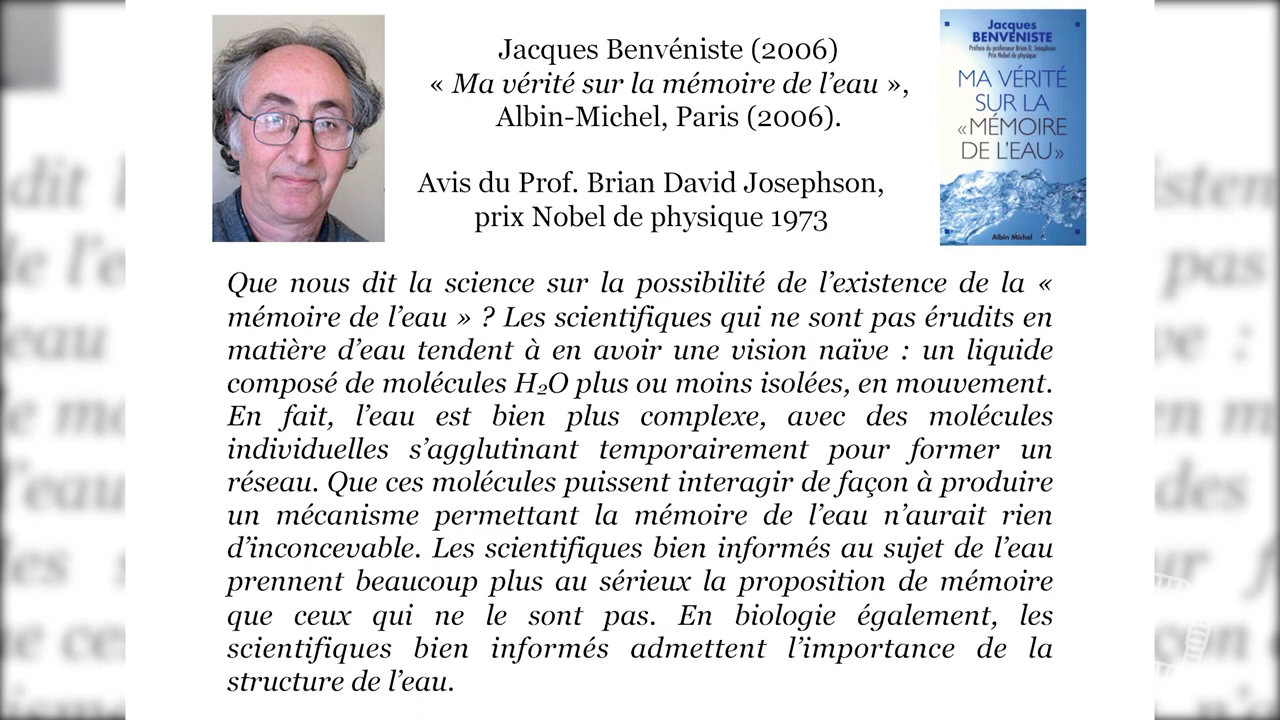 Jacques Benvéniste (2006)
« Ma vérité sur la mémoire de l’eau »,
Albin-Michel, Paris (2006).
Avis du Prof. Brian David Josephson,
prix Nobel de physique 1973
Jacques
BENVENISTE
Préface du professeur Brian D. Josephson
Prix Nobel de physique
MA VÉRITÉ
SUR LA
«MÉMOIRE
DE L’EAU»
Albin Michel
Que nous dit la science sur la possibilité de l’existence de la «
mémoire de l’eau » ? Les scientifiques qui ne sont pas érudits en
matière d’eau tendent à en avoir une vision naïve : un liquide
composé de molécules H₂O plus ou moins isolées, en mouvement.
En fait, l’eau est bien plus complexe, avec des molécules
individuelles s’agglutinant temporairement pour former un
réseau. Que ces molécules puissent interagir de façon à produire
un mécanisme permettant la mémoire de l’eau n’aurait rien
d’inconcevable. Les scientifiques bien informés au sujet de l’eau
prennent beaucoup plus au sérieux la proposition de mémoire
que ceux qui ne le sont pas. En biologie également, les
scientifiques bien informés admettent l’importance de la
structure de l’eau.